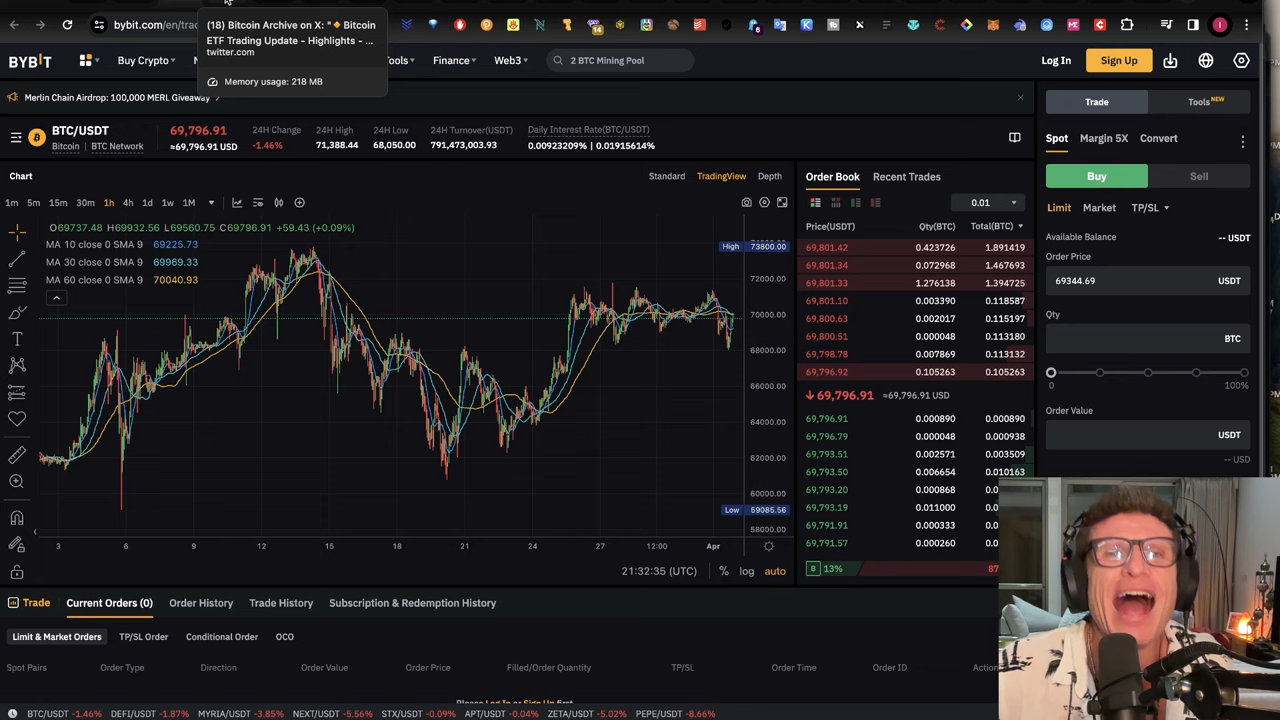 bybit.com/en/tra
(18) Bitcoin Archive on X: "🔸Bitcoin
ETF Trading Update - Highlights - ...
twitter.com
Memory usage: 218 MB
BYBIT
Buy Crypto
Tools
Finance
Web3
2 BTC Mining Pool
Log In
Sign Up
Merlin Chain Airdrop: 100,000 MERL Giveaway
BTC/USDT
Bitcoin
BTC Network
69,796.91
≈69,796.91 USD
24H Change
-1.46%
24H High
71,388.44
24H Low
68,050.00
24H Turnover(USDT)
791,473,003.93
Daily Interest Rate(BTC/USDT)
0.00923209% | 0.01915614%
Trade
Tools NEW
Spot
Margin 5X
Convert
Buy
Sell
Limit
Market
TP/SL
Available Balance
-- USDT
Order Price
69344.69
USDT
Qty
BTC
0
100%
Order Value
USDT
-- USD
Chart
Standard
TradingView
Depth
1m 5m 15m 30m 1h 4h 1d 1w 1M
O69737.48 H69932.56 L69560.75 C69796.91 +59.43 (+0.09%)
MA 10 close 0 SMA 9 69225.73
MA 30 close 0 SMA 9 69969.33
MA 60 close 0 SMA 9 70040.93
High 73800.00
72000.00
70000.00
68000.00
66000.00
64000.00
62000.00
60000.00
Low 59085.56
58000.00
3 6 9 12 15 18 21 24 27 12:00 Apr
21:32:35 (UTC)
% log auto
Order Book
Recent Trades
0.01
Price(USDT) Qty(BTC) Total(BTC)
69,801.42 0.423726 1.891419
69,801.34 0.072968 1.467693
69,801.33 1.276138 1.394725
69,801.10 0.003390 0.118587
69,800.63 0.002017 0.115197
69,800.51 0.000011 0.113180
69,798.78 0.007869 0.113132
69,796.92 0.105263 0.105263
69,796.91 ≈69,796.91 USD
69,796.91 0.000890 0.000890
69,796.79 0.000048 0.000938
69,793.51 0.002571 0.003509
69,793.50 0.006654 0.010163
69,793.20 0.000868
69,793.19 0.011000
69,791.91 0.000333
69,791.57 0.000260
B 13%
87
Trade
Current Orders (0)
Order History
Trade History
Subscription & Redemption History
Limit & Market Orders
TP/SL Order
Conditional Order
OCO
Spot Pairs
Order Type
Direction
Order Value
Order Price
Filled/Order Quantity
TP/SL
Order Time
Order ID
Action
Please Log In or Sign Up first
BTC/USDT -1.46% DEFI/USDT -1.87% MYRIA/USDT -3.85% NEXT/USDT -5.56% STX/USDT -0.09% APT/USDT -0.04% ZETA/USDT -5.02% PEPE/USDT -8.66%